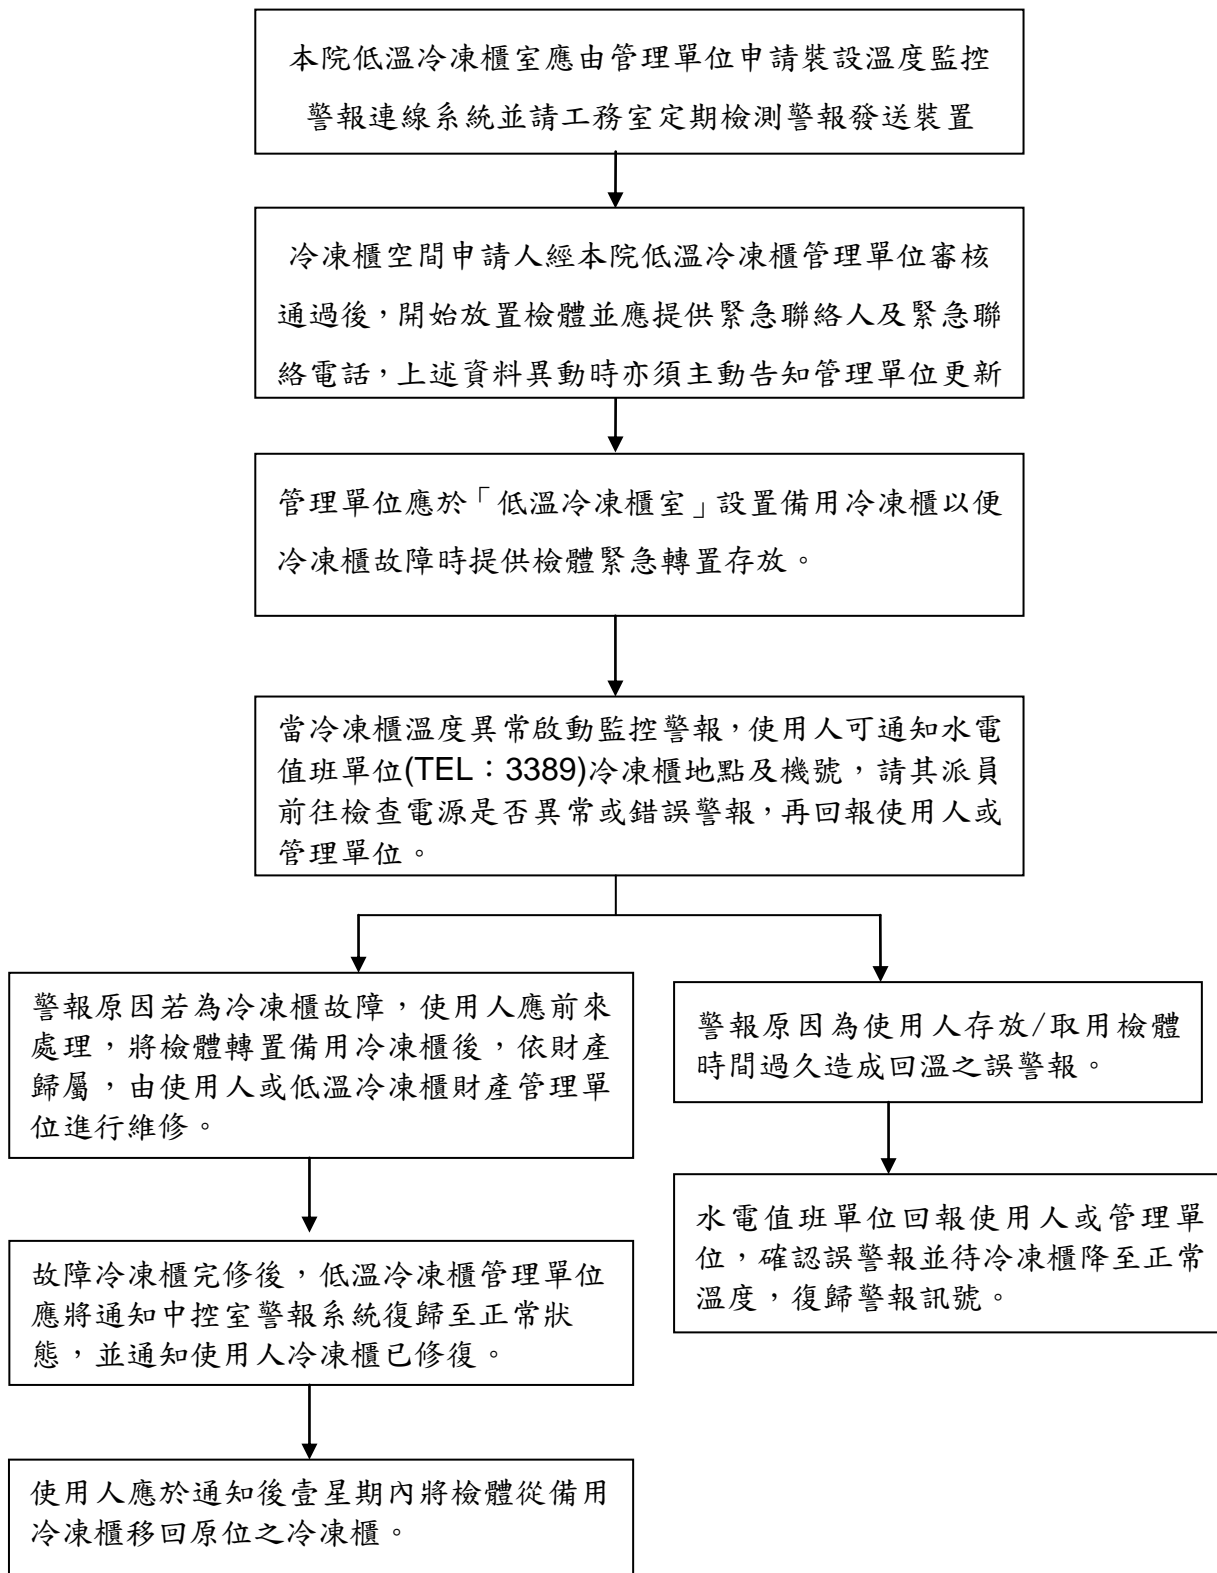 本院低溫冷凍櫃室應由管理單位申請裝設溫度監控
警報連線系統並請工務室定期檢測警報發送裝置
冷凍櫃空間申請人經本院低溫冷凍櫃管理單位審核
通過後，開始放置檢體並應提供緊急聯絡人及緊急聯
絡電話，上述資料異動時亦須主動告知管理單位更新
管理單位應於「低溫冷凍櫃室」設置備用冷凍櫃以便
冷凍櫃故障時提供檢體緊急轉置存放。
當冷凍櫃溫度異常啟動監控警報，使用人可通知水電
值班單位(TEL：3389)冷凍櫃地點及機號，請其派員
前往檢查電源是否異常或錯誤警報，再回報使用人或
管理單位。
警報原因若為冷凍櫃故障，使用人應前來
處理，將檢體轉置備用冷凍櫃後，依財產
歸屬，由使用人或低溫冷凍櫃財產管理單
位進行維修。
故障冷凍櫃完修後，低溫冷凍櫃管理單位
應將通知中控室警報系統復歸至正常狀
態，並通知使用人冷凍櫃已修復。
使用人應於通知後壹星期內將檢體從備用
冷凍櫃移回原位之冷凍櫃。
警報原因為使用人存放/取用檢體
時間過久造成回溫之誤警報。
水電值班單位回報使用人或管理單
位，確認誤警報並待冷凍櫃降至正常
溫度，復歸警報訊號。